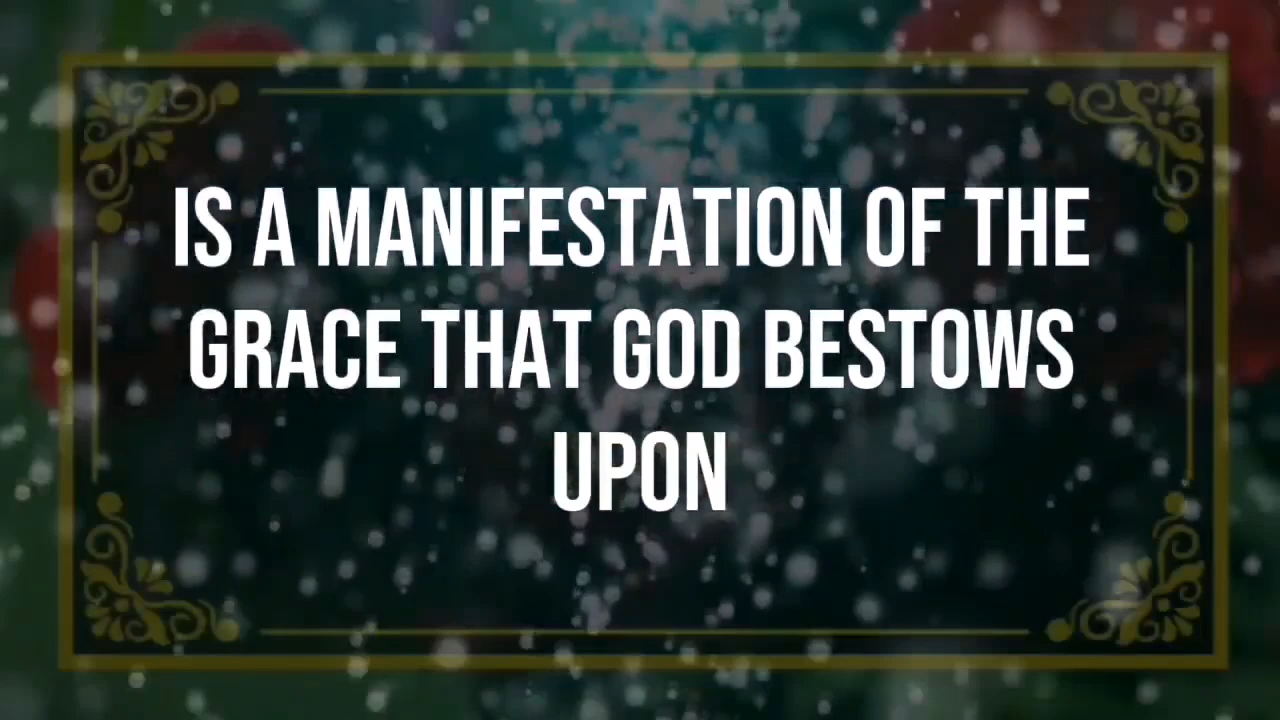 IS A MANIFESTATION OF THE
GRACE THAT GOD BESTOWS
UPON